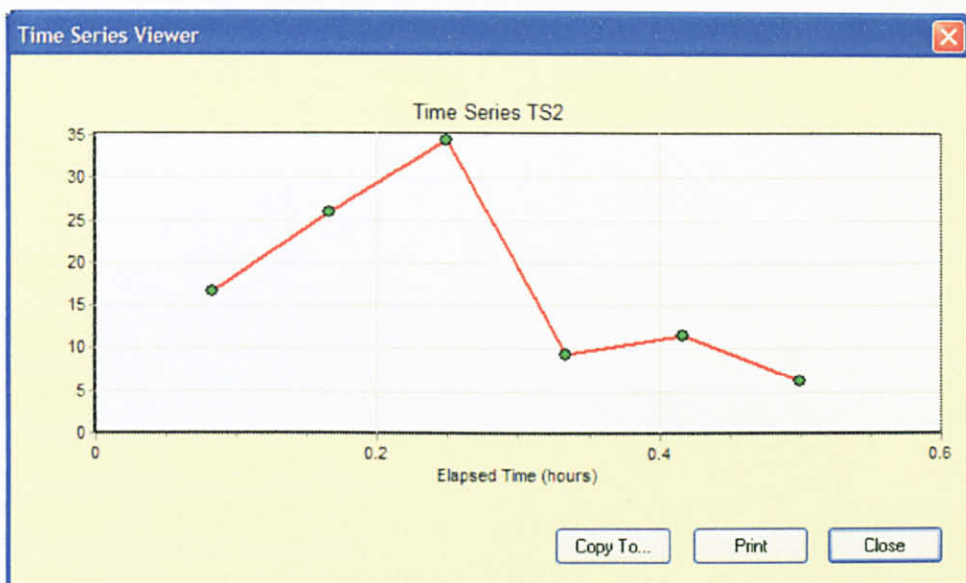 Time Series Viewer
Time Series TS2
35
30
25
20
15
10
5
0
0 0.2 0.4 0.6
Elapsed Time (hours)
Copy To... Print Close